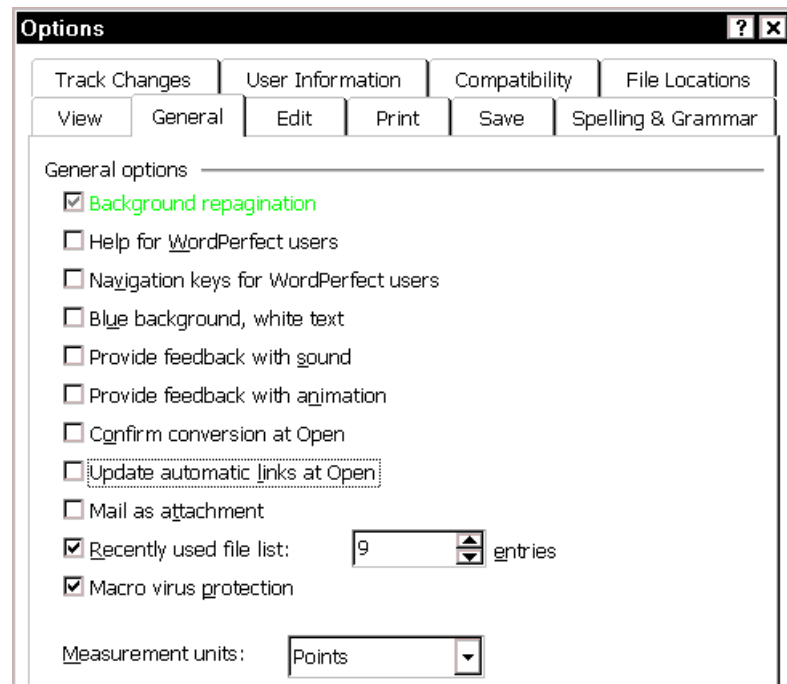 Options
Track Changes User Information Compatibility File Locations
View General Edit Print Save Spelling & Grammar
General options
Background repagination
Help for WordPerfect users
Navigation keys for WordPerfect users
Blue background, white text
Provide feedback with sound
Provide feedback with animation
Confirm conversion at Open
Update automatic links at Open
Mail as attachment
Recently used file list: 9 entries
Macro virus protection
Measurement units: Points